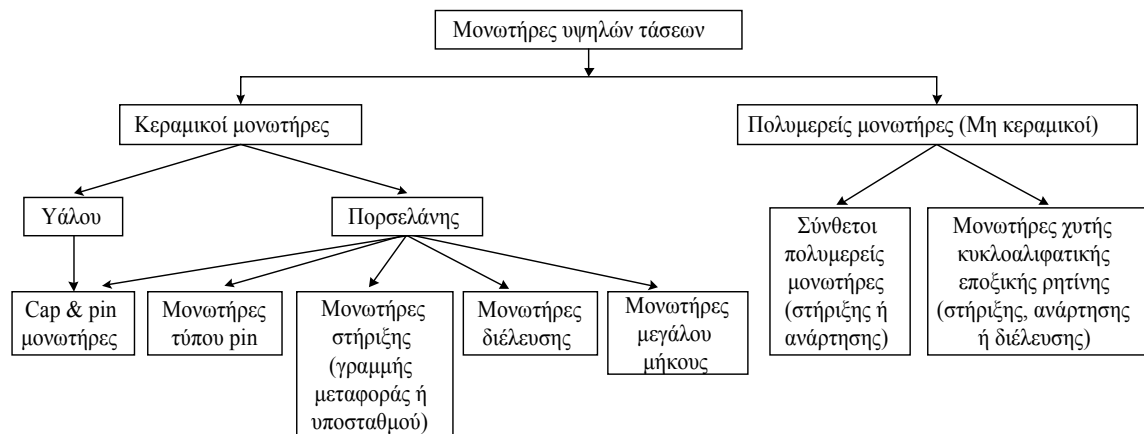 Μονωτήρες υψηλών τάσεων
Κεραμικοί μονωτήρες
Πολυμερείς μονωτήρες (Μη κεραμικοί)
Υάλου
Πορσελάνης
Σύνθετοι
πολυμερείς
μονωτήρες
(στήριξης ή
ανάρτησης)
Μονωτήρες χυτής
κυκλοαλιφατικής
εποξικής ρητίνης
(στήριξης, ανάρτησης
ή διέλευσης)
Cap & pin
μονωτήρες
Μονωτήρες
τύπου pin
Μονωτήρες
στήριξης
(γραμμής
μεταφοράς ή
υποσταθμού)
Μονωτήρες
διέλευσης
Μονωτήρες
μεγάλου
μήκους